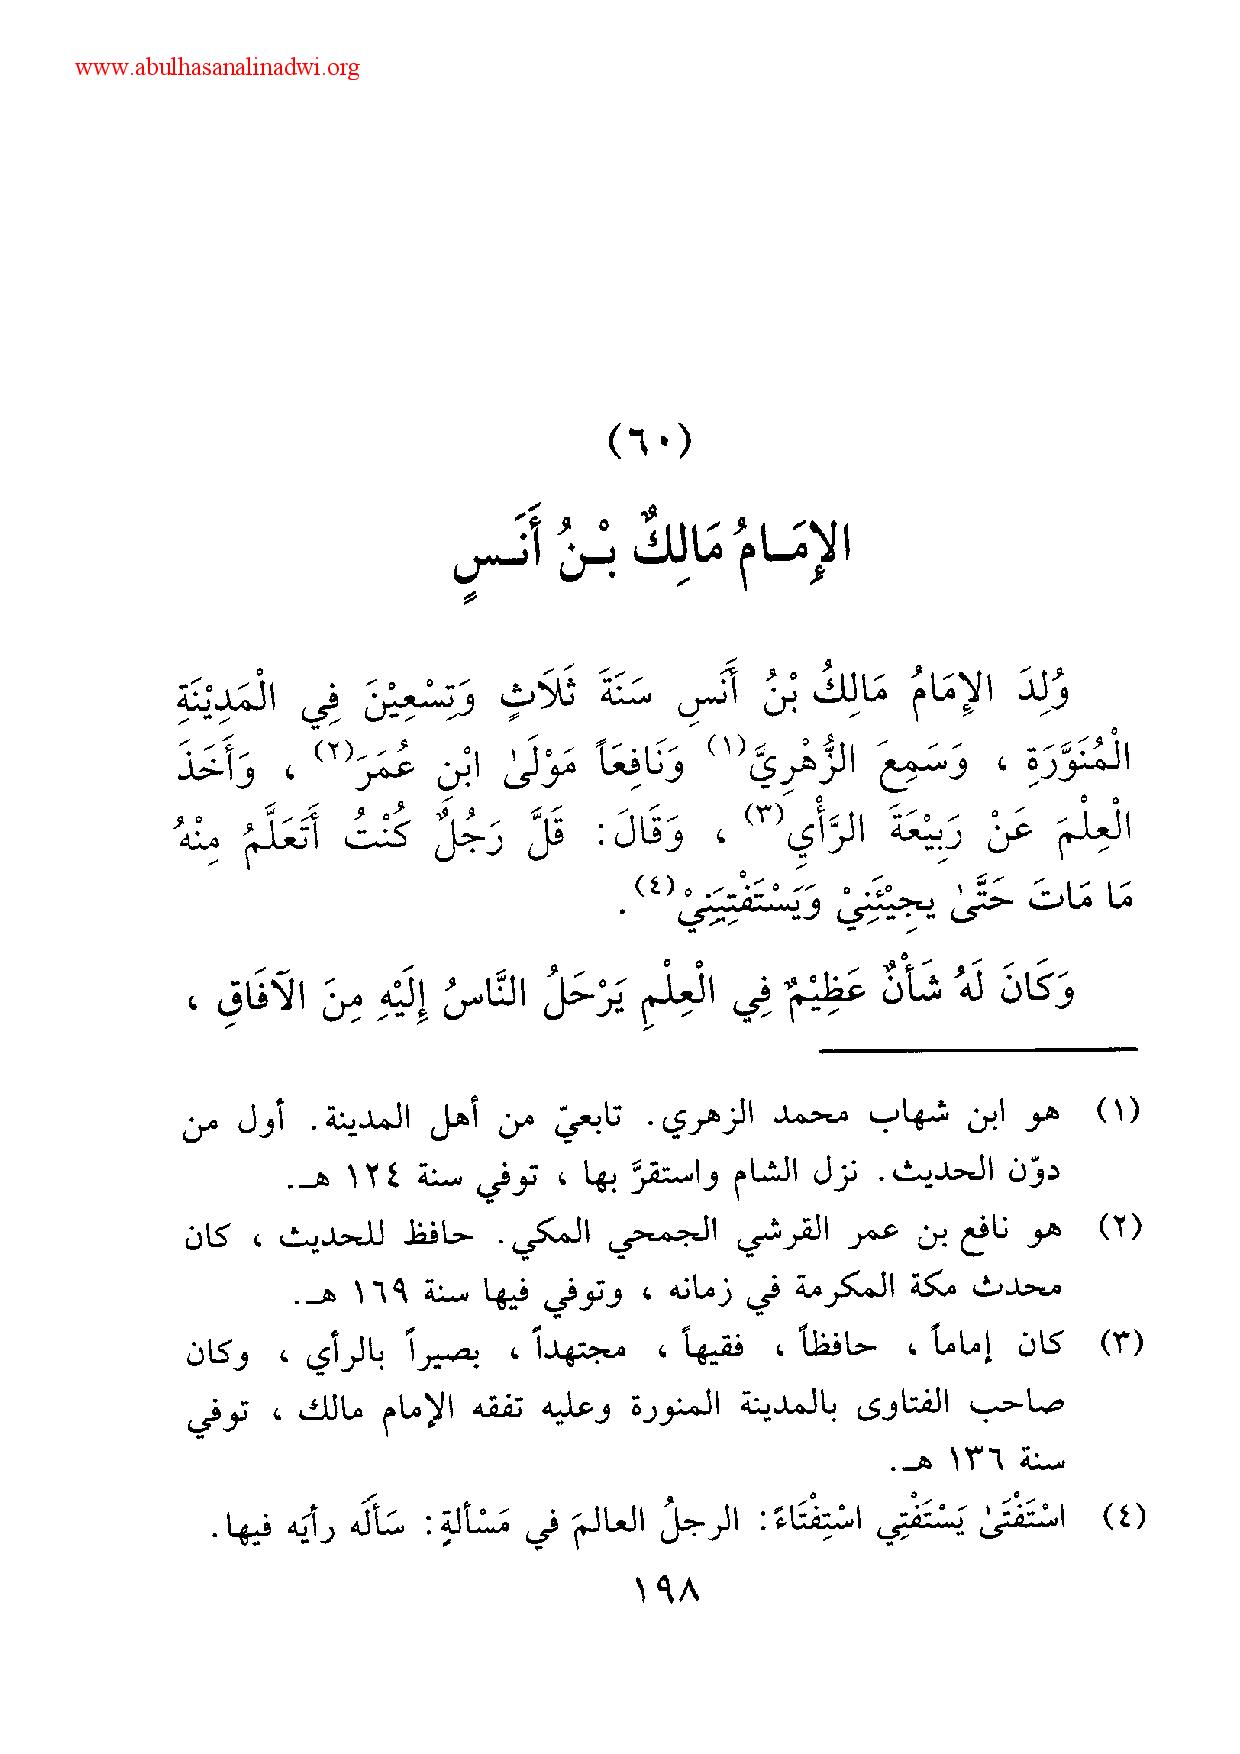 www.abulhasanalinadwi.org
(٦٠)
الإِمَـامُ مَالِكٌ بْـنُ أَنَـسٍ
وُلِدَ الإِمَامُ مَالِكُ بْنُ أَنَسِ سَنَةَ ثَلَاثٍ وَتِسْعِيْنَ فِي الْمَدِيْنَةِ
الْمُنَوَّرَةِ ، وَسَمِعَ الزُّهْرِيَّ(١) وَنَافِعَاً مَوْلَىٰ ابْنِ عُمَرَ(٢) ، وَأَخَذَ
الْعِلْمَ عَنْ رَبِيْعَةَ الرَّأْيِ(٣) ، وَقَالَ: قَلَّ رَجُلٌ كُنْتُ أَتَعَلَّمُ مِنْهُ
مَا مَاتَ حَتَّىٰ يجِيْئَنِيْ وَيَسْتَفْتِيَنِيْ(٤) .
وَكَانَ لَهُ شَأْنٌ عَظِيْمٌ فِي الْعِلْمِ يَرْحَلُ النَّاسُ إِلَيْهِ مِنَ الآفَاقِ ،
(١) هو ابن شهاب محمد الزهري. تابعيّ من أهل المدينة. أول من
دوّن الحديث. نزل الشام واستقرَّ بها ، توفي سنة ١٢٤ هـ.
(٢) هو نافع بن عمر القرشي الجمحي المكي. حافظ للحديث ، كان
محدث مكة المكرمة في زمانه ، وتوفي فيها سنة ١٦٩ هـ.
(٣) كان إماماً ، حافظاً ، فقيهاً ، مجتهداً ، بصيراً بالرأي ، وكان
صاحب الفتاوى بالمدينة المنورة وعليه تفقه الإمام مالك ، توفي
سنة ١٣٦ هـ.
(٤) اسْتَفْتَىٰ يَسْتَفْتِي اسْتِفْتَاءً: الرجلُ العالمَ في مَسْألةٍ: سَألَه رأيَه فيها.
١٩٨